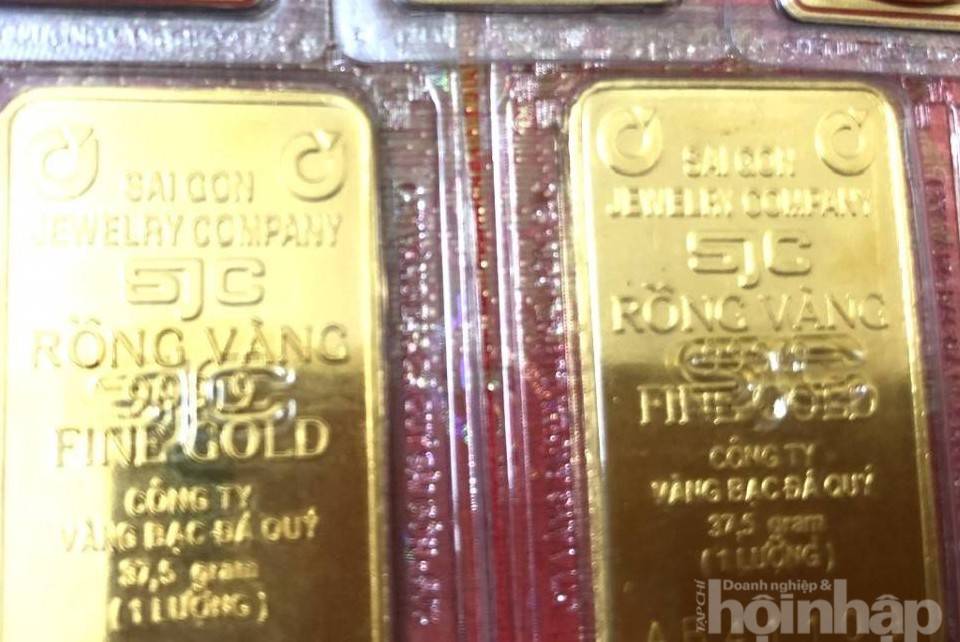 SAI GON
JEWELRY COMPANY
SJC
RỒNG VÀNG
FINE GOLD
CÔNG TY
VÀNG BẠC ĐÁ QUÝ
37,5 gram
(1 LƯỢNG)
SAI GON
JEWELRY COMPANY
SJC
RỒNG VÀNG
FINE GOLD
CÔNG TY
VÀNG BẠC ĐÁ QUÝ
37,5 gram
(1 LƯỢNG)
TẠP CHÍ
Doanh nghiệp &
hộinhập